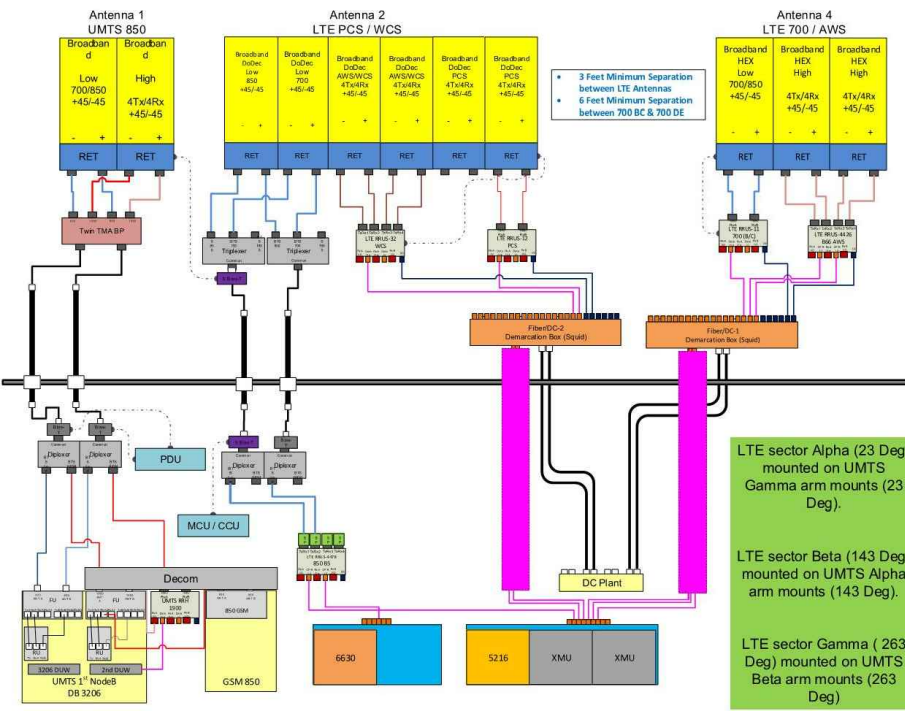 Antenna 1
UMTS 850
Antenna 2
LTE PCS / WCS
Antenna 4
LTE 700 / AWS
Broadban
d
Low
700/850
+45/-45
- +
Broadban
d
High
4Tx/4Rx
+45/-45
- +
RET
RET
Broadband
DoDec
Low
850
+45/-45
- +
Broadband
DoDec
Low
700
+45/-45
- +
Broadband
DoDec
AWS/WCS
4Tx/4Rx
+45/-45
- +
Broadband
DoDec
AWS/WCS
4Tx/4Rx
+45/-45
- +
Broadband
DoDec
PCS
4Tx/4Rx
+45/-45
- +
Broadband
DoDec
PCS
4Tx/4Rx
+45/-45
- +
RET
RET
RET
RET
RET
RET
• 3 Feet Minimum Separation
between LTE Antennas
• 6 Feet Minimum Separation
between 700 BC & 700 DE
Broadband
HEX
Low
700/850
+45/-45
- +
Broadband
HEX
High
4Tx/4Rx
+45/-45
- +
Broadband
HEX
High
4Tx/4Rx
+45/-45
- +
RET
RET
RET
Twin TMA BP
Triplexer
Triplexer
LTE RRUS-32
WCS
LTE RRUS-12
PCS
LTE RRUS-11
700 (B/C)
LTE RRUS-4426
B66 AWS
Fiber/DC-2
Demarcation Box (Squid)
Fiber/DC-1
Demarcation Box (Squid)
Diplexer
Diplexer
PDU
Diplexer
Diplexer
MCU / CCU
850 B5
DC Plant
Decom
FU
FU
UMTS RRH
1900
850 GSM
RU
RU
3206 DUW
2nd DUW
UMTS 1st NodeB
DB 3206
GSM 850
6630
5216
XMU
XMU
LTE sector Alpha (23 Deg)
mounted on UMTS
Gamma arm mounts (23
Deg).
LTE sector Beta (143 Deg)
mounted on UMTS Alpha
arm mounts (143 Deg).
LTE sector Gamma ( 263
Deg) mounted on UMTS
Beta arm mounts (263
Deg)